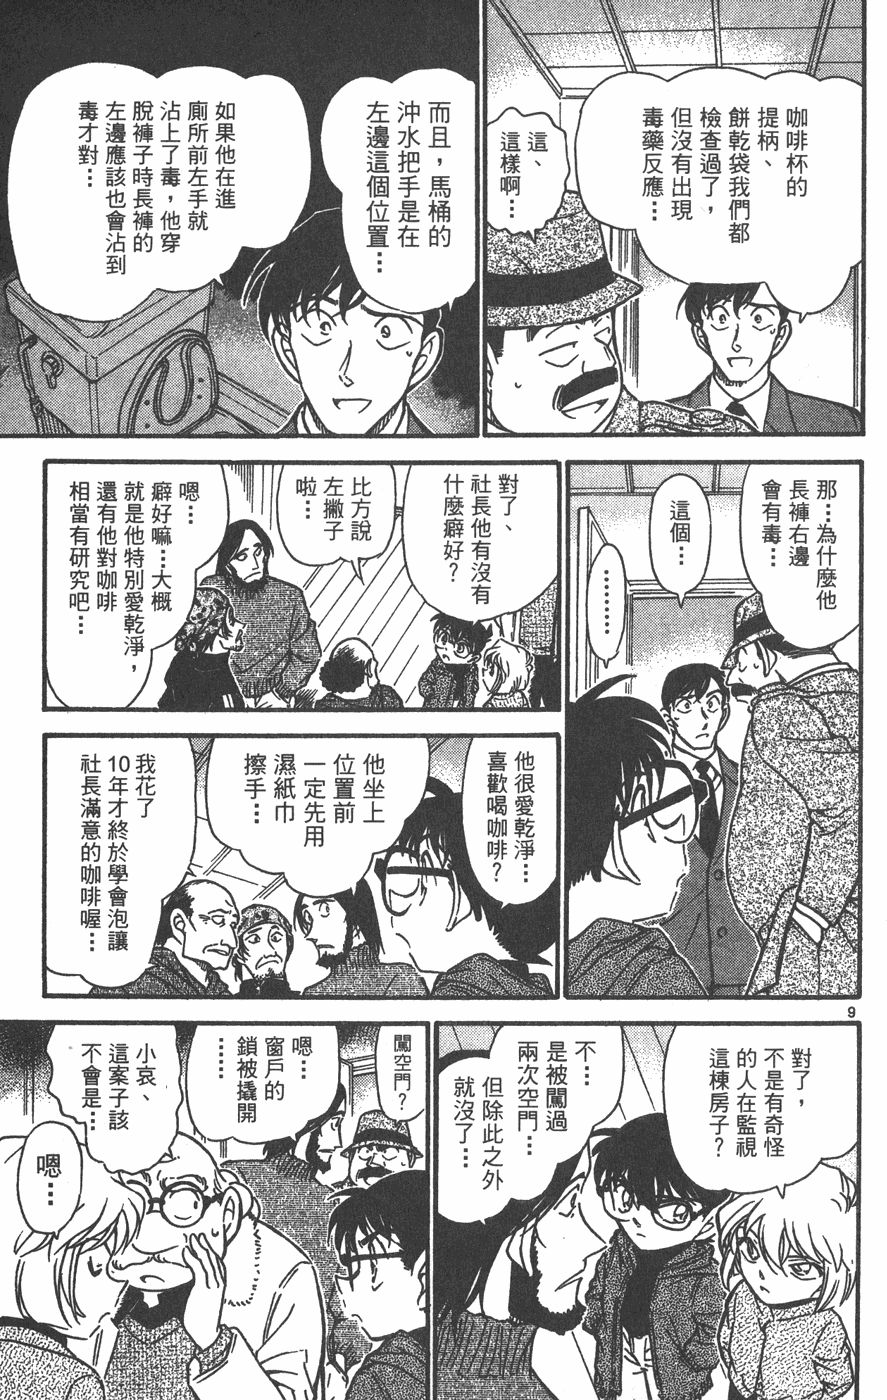 咖啡杯的
提柄、
餅乾袋我們都
檢查過了，
但沒有出現
毒藥反應…
這、
這樣啊…
而且，馬桶的
沖水把手是在
左邊這個位置…
如果他在進
廁所前左手就
沾上了毒，他穿
脫褲子時長褲的
左邊應該也會沾到
毒才對…
那…為什麼他
長褲右邊
會有毒…
這個…
………
對了、
社長他有沒有
什麼癖好？
比方說
左撇子
啦…
嗯…
癖好嘛…大概
就是他特別愛乾淨，
還有他對咖啡
相當有研究吧…
他很愛乾淨…
喜歡喝咖啡？
他坐上
位置前
一定先用
濕紙巾
擦手…
我花了
10年才終於學會泡讓
社長滿意的咖啡喔…
9
對了，
不是有奇怪
的人在監視
這棟房子？
不…
是被闖過
兩次空門…
但除此之外
就沒了…
闖空門？
嗯…
窗戶的
鎖被撬開
……
小哀、
這案子該
不會是…
嗯…